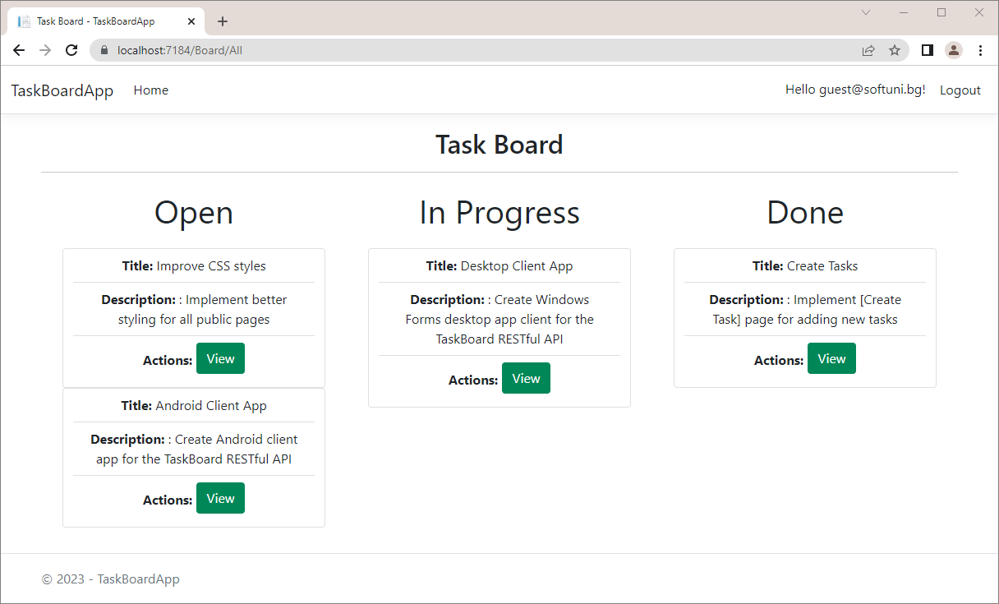 Task Board - TaskBoardApp
localhost:7184/Board/All
TaskBoardApp
Home
Hello guest@softuni.bg!
Logout
Task Board
Open
Title: Improve CSS styles
Description: : Implement better
styling for all public pages
Actions: View
Title: Android Client App
Description: : Create Android client
app for the TaskBoard RESTful API
Actions: View
In Progress
Title: Desktop Client App
Description: : Create Windows
Forms desktop app client for the
TaskBoard RESTful API
Actions: View
Done
Title: Create Tasks
Description: : Implement [Create
Task] page for adding new tasks
Actions: View
© 2023 - TaskBoardApp